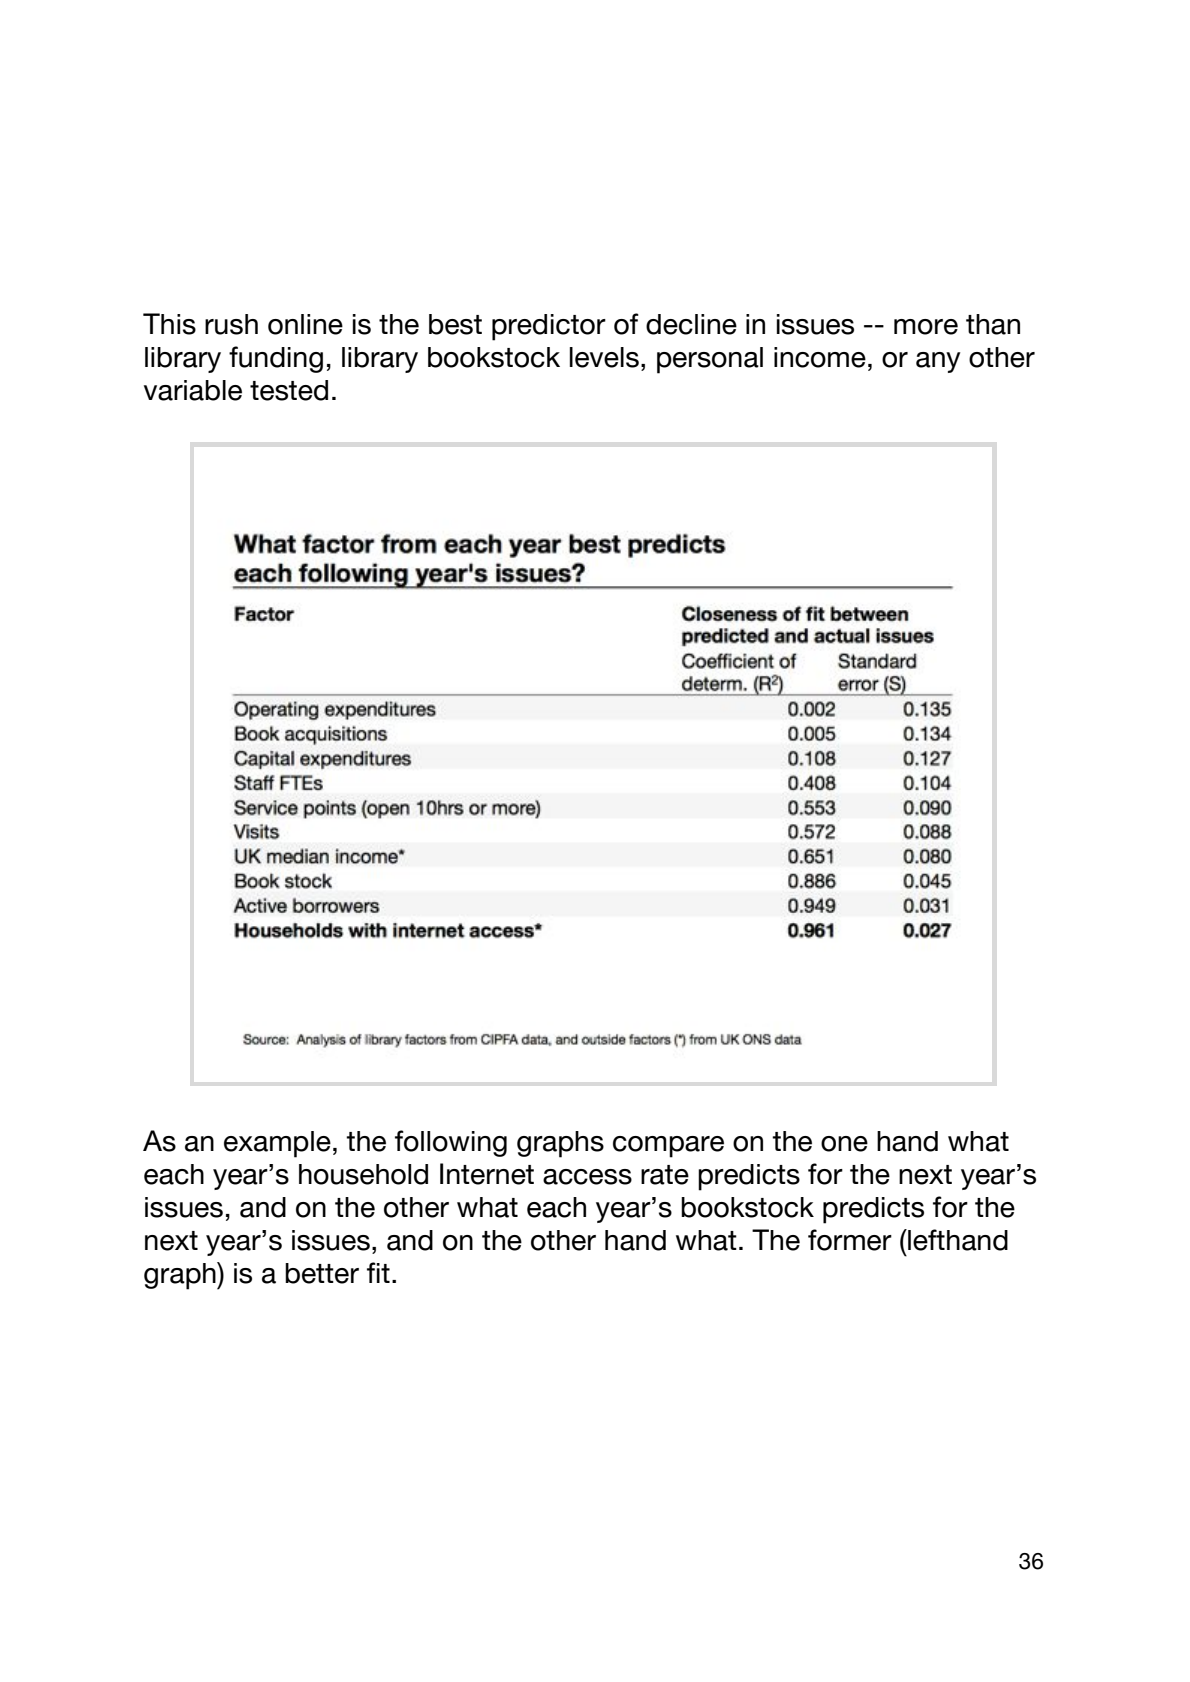 This rush online is the best predictor of decline in issues -- more than
library funding, library bookstock levels, personal income, or any other
variable tested.
What factor from each year best predicts
each following year's issues?
Factor Closeness of fit between
predicted and actual issues
Coefficient of Standard
determ. (R²) error (S)
Operating expenditures 0.002 0.135
Book acquisitions 0.005 0.134
Capital expenditures 0.108 0.127
Staff FTEs 0.408 0.104
Service points (open 10hrs or more) 0.553 0.090
Visits 0.572 0.088
UK median income* 0.651 0.080
Book stock 0.886 0.045
Active borrowers 0.949 0.031
Households with internet access* 0.961 0.027
Source: Analysis of library factors from CIPFA data, and outside factors (*) from UK ONS data
As an example, the following graphs compare on the one hand what
each year’s household Internet access rate predicts for the next year’s
issues, and on the other what each year’s bookstock predicts for the
next year’s issues, and on the other hand what. The former (lefthand
graph) is a better fit.
36